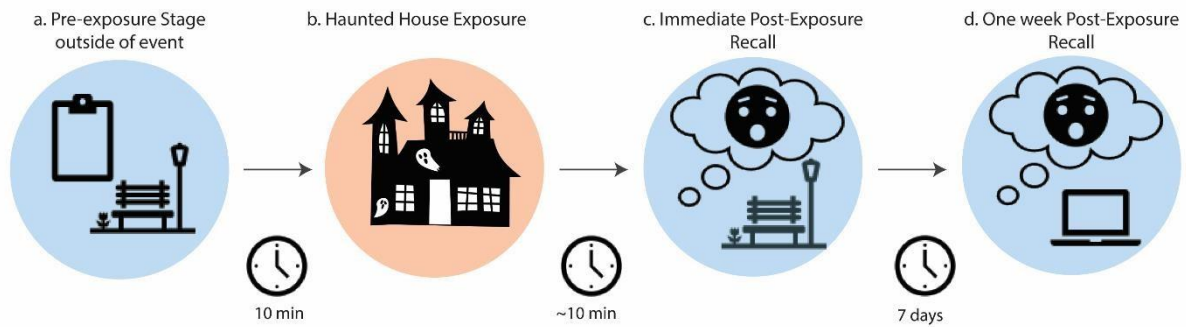 a. Pre-exposure Stage
outside of event
b. Haunted House Exposure
c. Immediate Post-Exposure
Recall
d. One week Post-Exposure
Recall
10 min
~10 min
7 days